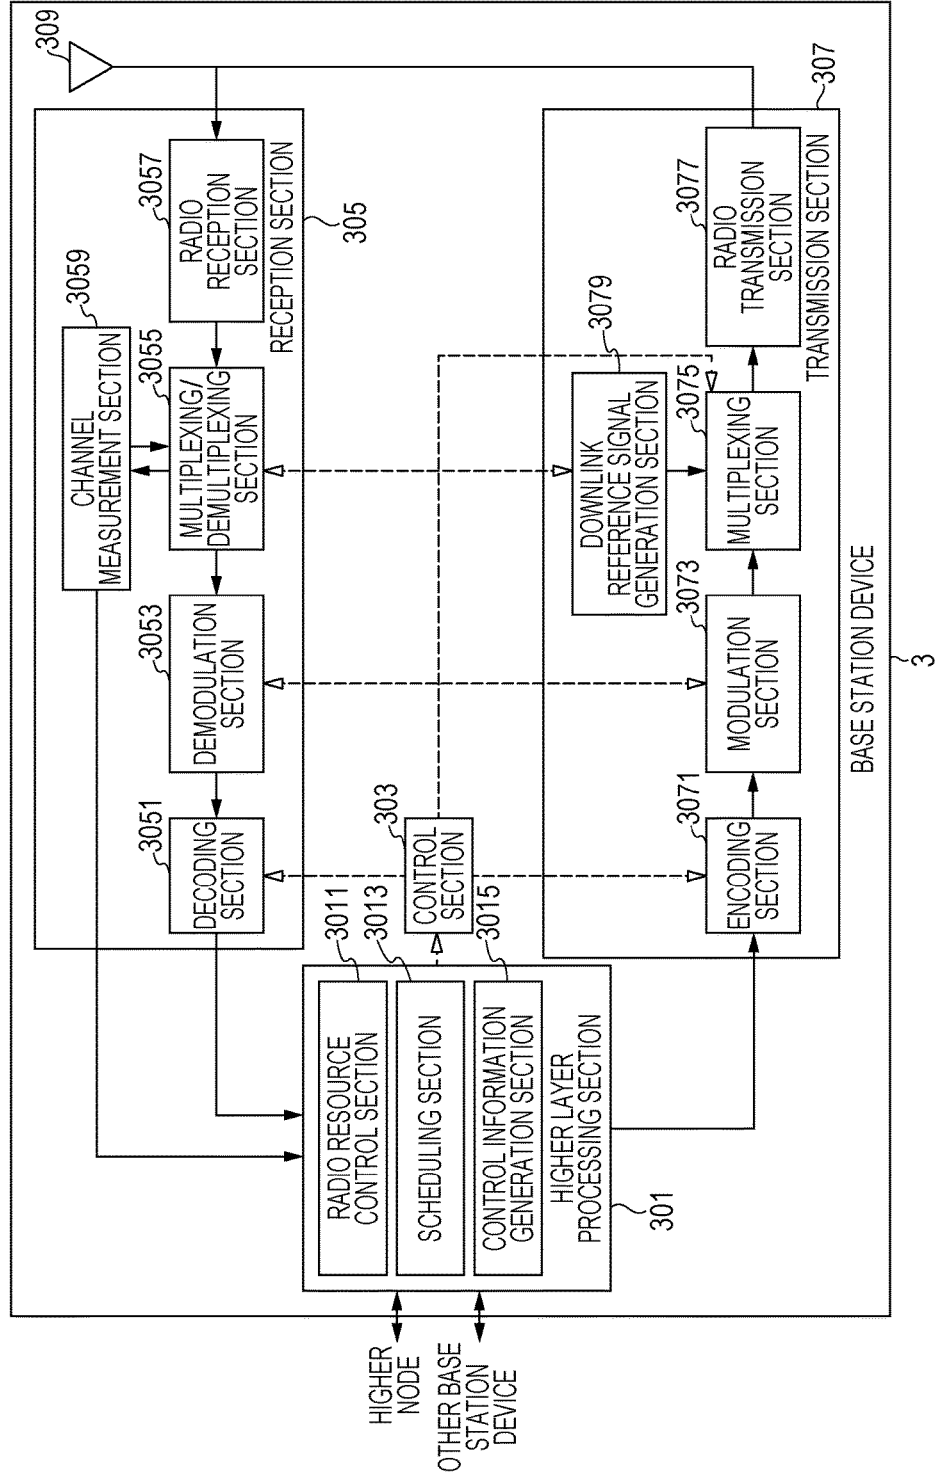 HIGHER
NODE
OTHER BASE
STATION
DEVICE
RADIO RESOURCE
CONTROL SECTION
3011
SCHEDULING SECTION
3013
CONTROL INFORMATION
GENERATION SECTION
3015
HIGHER LAYER
PROCESSING SECTION
301
CONTROL
SECTION
303
CHANNEL
MEASUREMENT SECTION
3059
DECODING
SECTION
3051
DEMODULATION
SECTION
3053
MULTIPLEXING/
DEMULTIPLEXING
SECTION
3055
RADIO
RECEPTION
SECTION
3057
RECEPTION SECTION
305
309
DOWNLINK
REFERENCE SIGNAL
GENERATION SECTION
3079
ENCODING
SECTION
3071
MODULATION
SECTION
3073
MULTIPLEXING
SECTION
3075
RADIO
TRANSMISSION
SECTION
3077
TRANSMISSION SECTION
307
BASE STATION DEVICE
3